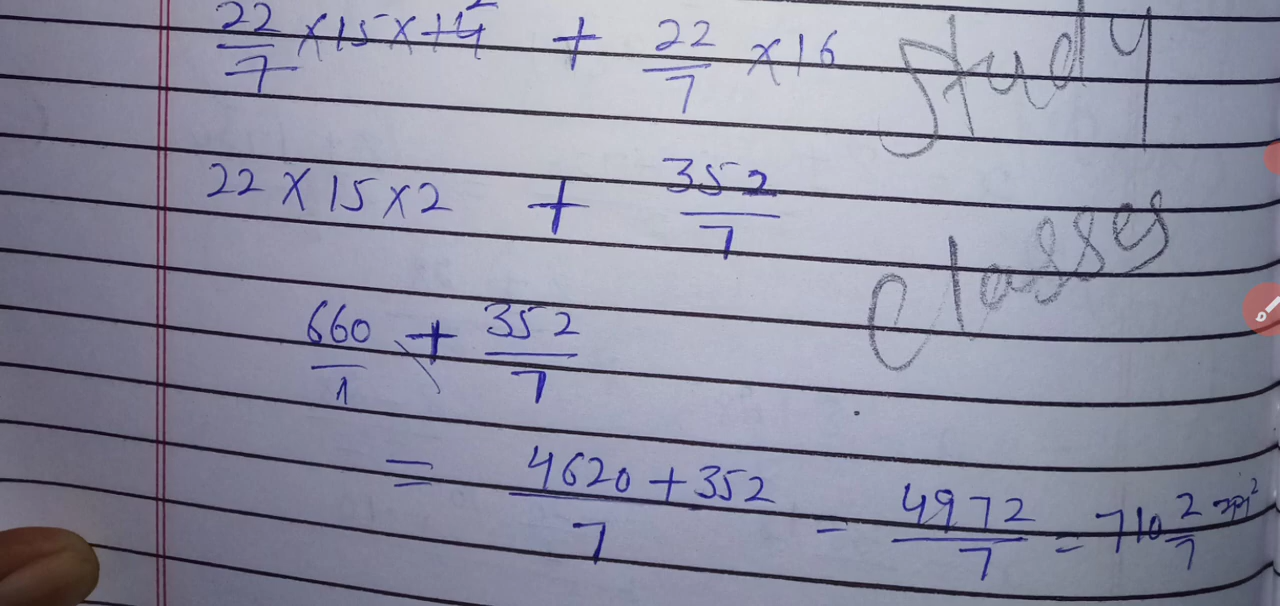 22/7 × 15 × 14 2 + 22/7 × 16
Study
22 × 15 × 2 + 352/7
Classes
660/1 + 352/7
= 4620 + 352/7 - 4972/7 = 710 2/7